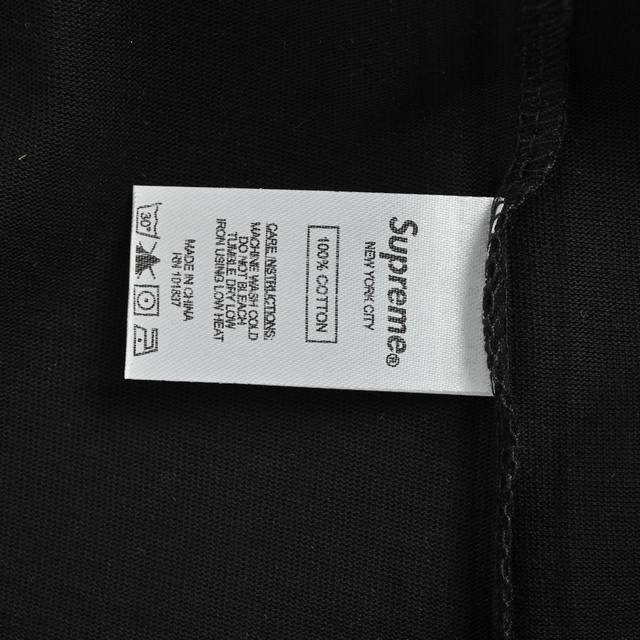 Supreme®
NEW YORK CITY
100% COTTON
CARE INSTRUCTIONS:
MACHINE WASH COLD
DO NOT BLEACH
TUMBLE DRY LOW
IRON USING LOW HEAT
MADE IN CHINA
RN 101837
30°